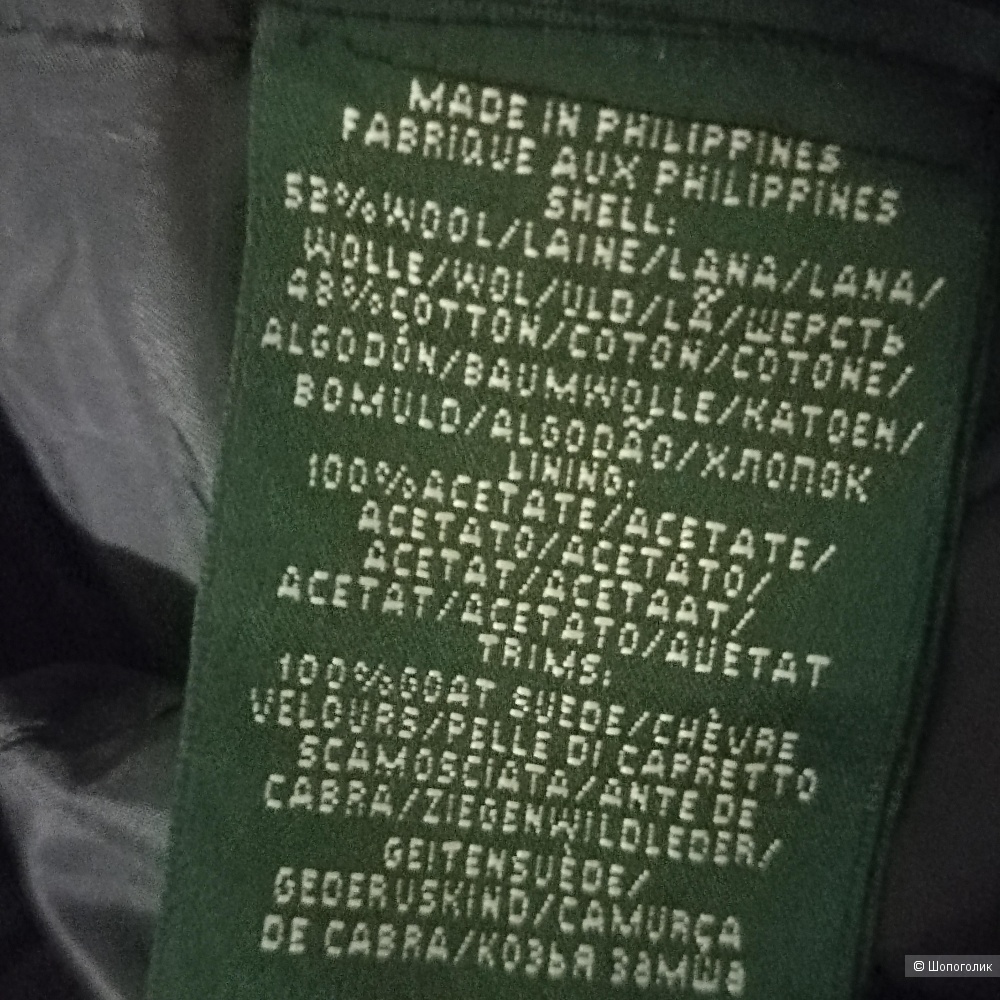 MADE IN PHILIPPINES
FABRIQUE AUX PHILIPPINES
SHELL:
52%WOOL/LAINE/LANA/LANA/
WOLLE/WOL/ULD/LÃ/ШЕРСТЬ
48%COTTON/COTON/COTONE/
ALGODÓN/BAUMWOLLE/KATOEN/
BOMULD/ALGODÃO/ХЛОПОК
LINING:
100%ACETATE/ACETATE/
ACETATO/ACETATO/
ACETAT/ACETAAT/
ACETAT/ACETATO/АЦЕТАТ
TRIMS:
100%GOAT SUEDE/CHÈVRE
VELOURS/PELLE DI CAPRETTO
SCAMOSCIATA/ANTE DE
CABRA/ZIEGENWILDLEDER/
GEITENSUÈDE/
GEDERUSKIND/CAMURÇA
DE CABRA/КОЗЬЯ ЗАМША
© Шопоголик